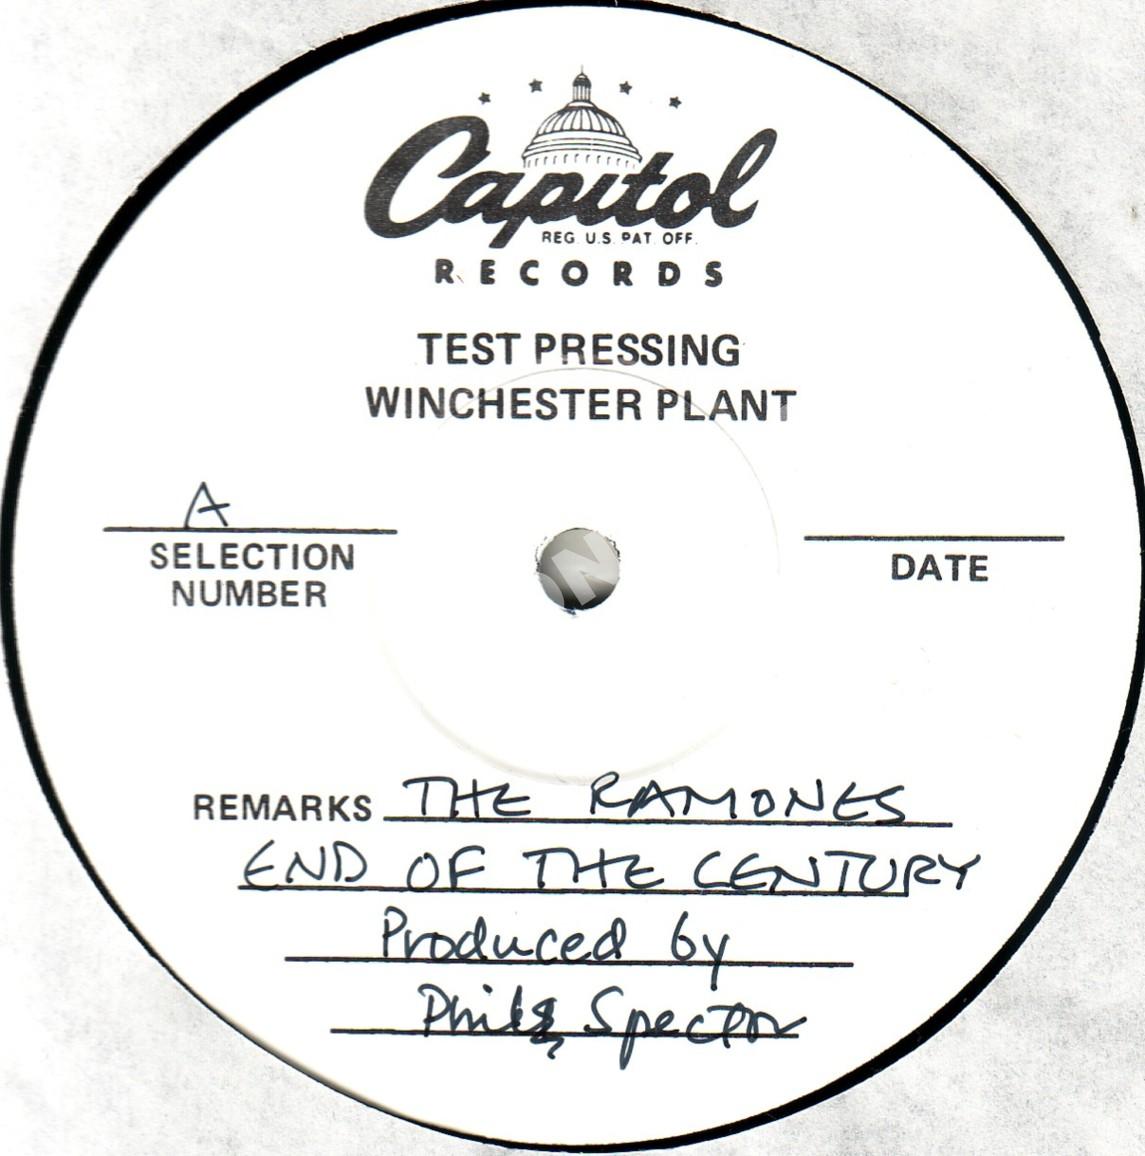 Capitol
REG. U.S. PAT. OFF.
RECORDS
TEST PRESSING
WINCHESTER PLANT
A
SELECTION
NUMBER
DATE
ON
REMARKS THE RAMONES
END OF THE CENTURY
Produced by
Phil Spector